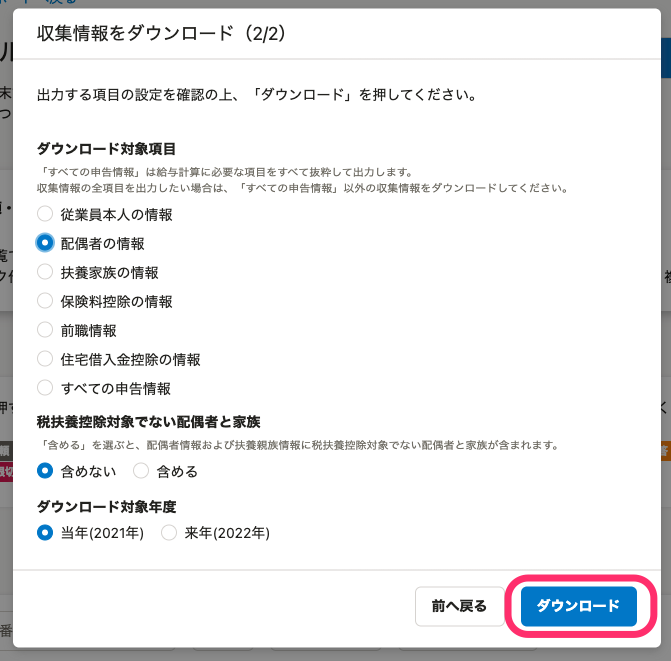 へ戻る
収集情報をダウンロード（2/2）
出力する項目の設定を確認の上、「ダウンロード」を押してください。
ダウンロード対象項目
「すべての申告情報」は給与計算に必要な項目をすべて抜粋して出力します。
収集情報の全項目を出力したい場合は、「すべての申告情報」以外の収集情報をダウンロードしてください。
従業員本人の情報
配偶者の情報
扶養家族の情報
保険料控除の情報
前職情報
住宅借入金控除の情報
すべての申告情報
税扶養控除対象でない配偶者と家族
「含める」を選ぶと、配偶者情報および扶養親族情報に税扶養控除対象でない配偶者と家族が含まれます。
含めない 含める
ダウンロード対象年度
当年(2021年) 来年(2022年)
前へ戻る ダウンロード